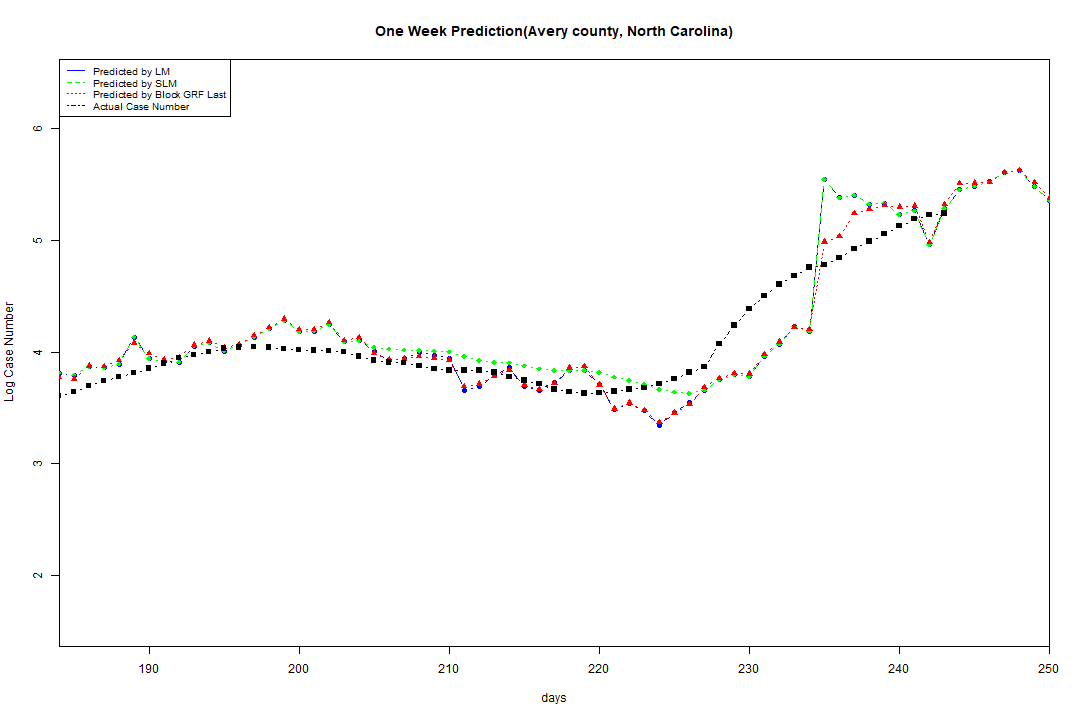 One Week Prediction(Avery county, North Carolina)
Predicted by LM
Predicted by SLM
Predicted by Block GRF Last
Actual Case Number
6
5
4
3
2
Log Case Number
190 200 210 220 230 240 250
days